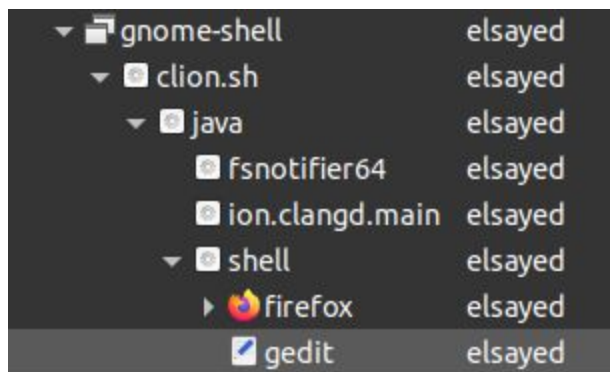 gnome-shell elsayed
clion.sh elsayed
java elsayed
fsnotifier64 elsayed
ion.clangd.main elsayed
shell elsayed
firefox elsayed
gedit elsayed